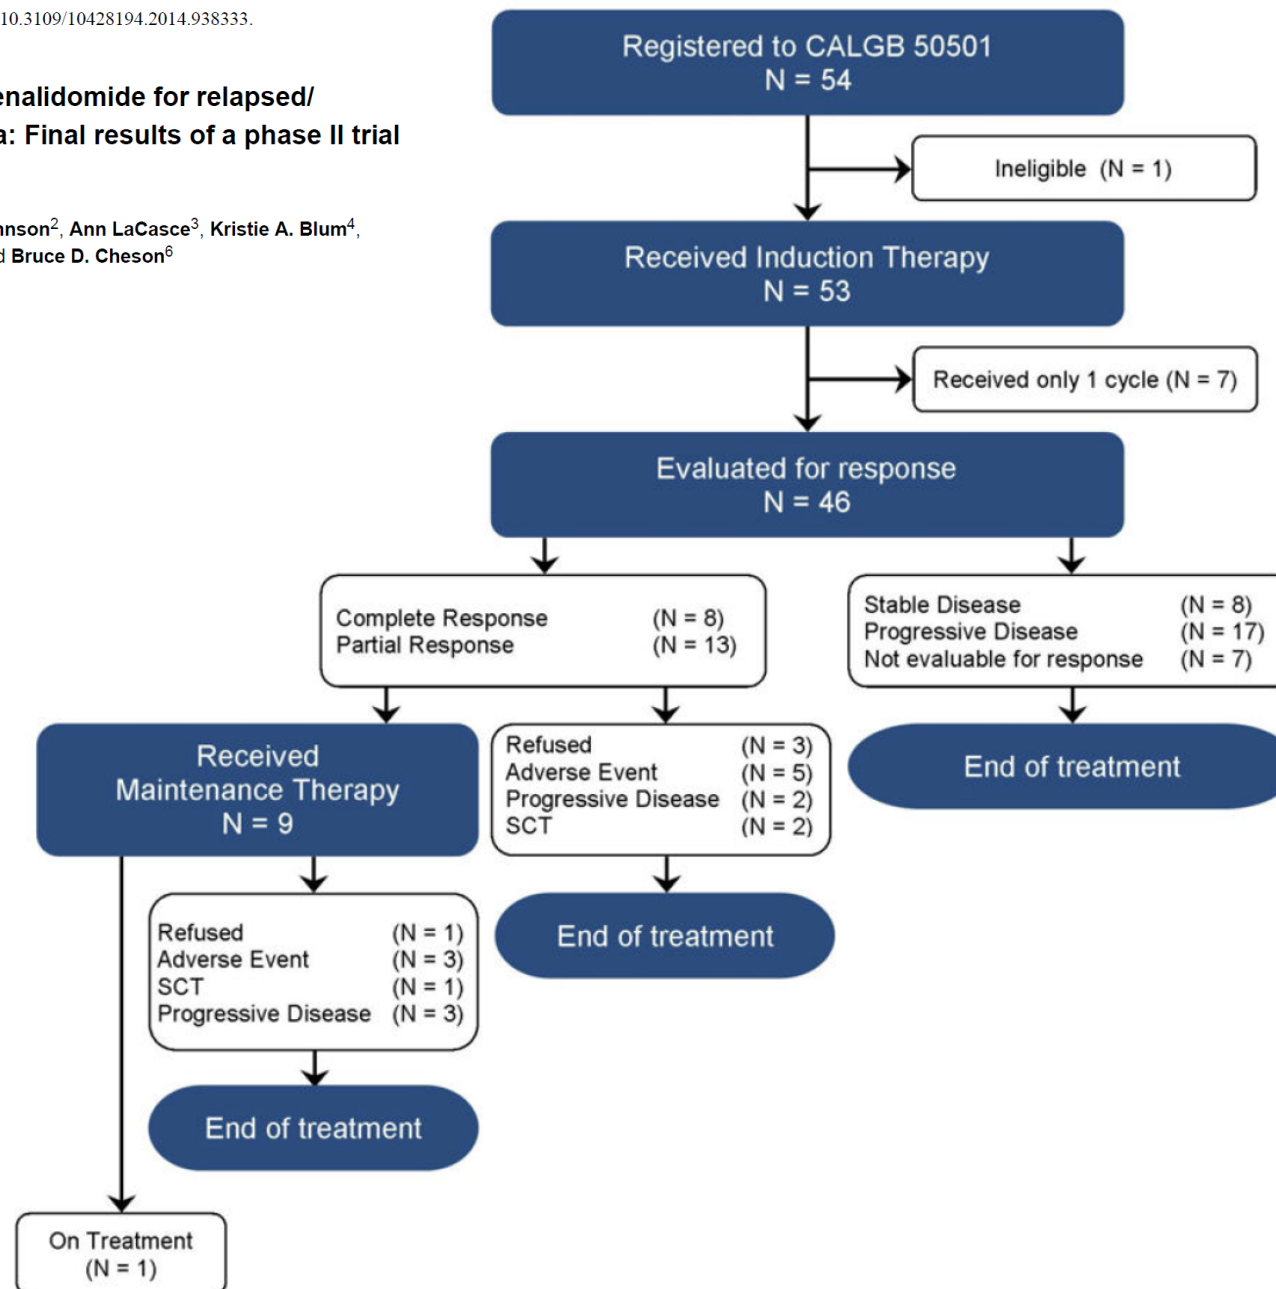 10.3109/10428194.2014.938333.
enalidomide for relapsed/
a: Final results of a phase II trial
nnson2, Ann LaCasce3, Kristie A. Blum4,
d Bruce D. Cheson6
Registered to CALGB 50501
N = 54
Ineligible (N = 1)
Received Induction Therapy
N = 53
Received only 1 cycle (N = 7)
Evaluated for response
N = 46
Complete Response (N = 8)
Partial Response (N = 13)
Stable Disease (N = 8)
Progressive Disease (N = 17)
Not evaluable for response (N = 7)
Received
Maintenance Therapy
N = 9
Refused (N = 3)
Adverse Event (N = 5)
Progressive Disease (N = 2)
SCT (N = 2)
End of treatment
Refused (N = 1)
Adverse Event (N = 3)
SCT (N = 1)
Progressive Disease (N = 3)
End of treatment
End of treatment
On Treatment
(N = 1)